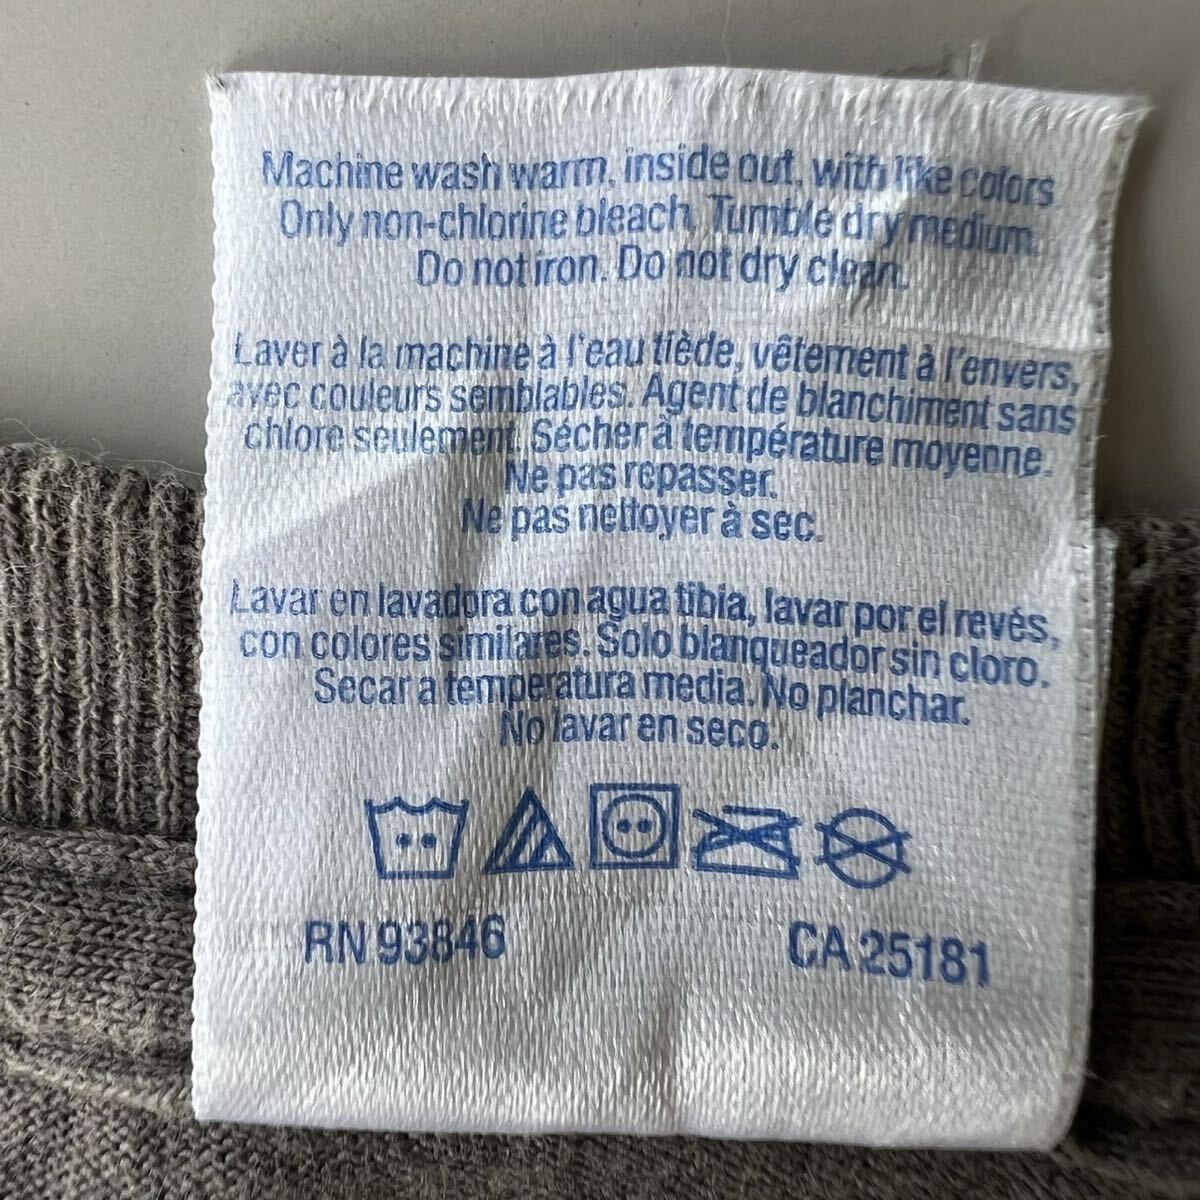 Machine wash warm, inside out, with like colors
Only non-chlorine bleach. Tumble dry medium.
Do not iron. Do not dry clean.
Laver à la machine à l'eau tiède, vêtement à l'envers,
avec couleurs semblables. Agent de blanchiment sans
chlore seulement. Sécher à température moyenne.
Ne pas repasser.
Ne pas nettoyer à sec.
Lavar en lavadora con agua tibia, lavar por el revés,
con colores similares. Solo blanqueador sin cloro.
Secar a temperatura media. No planchar.
No lavar en seco.
RN 93846 CA 25181